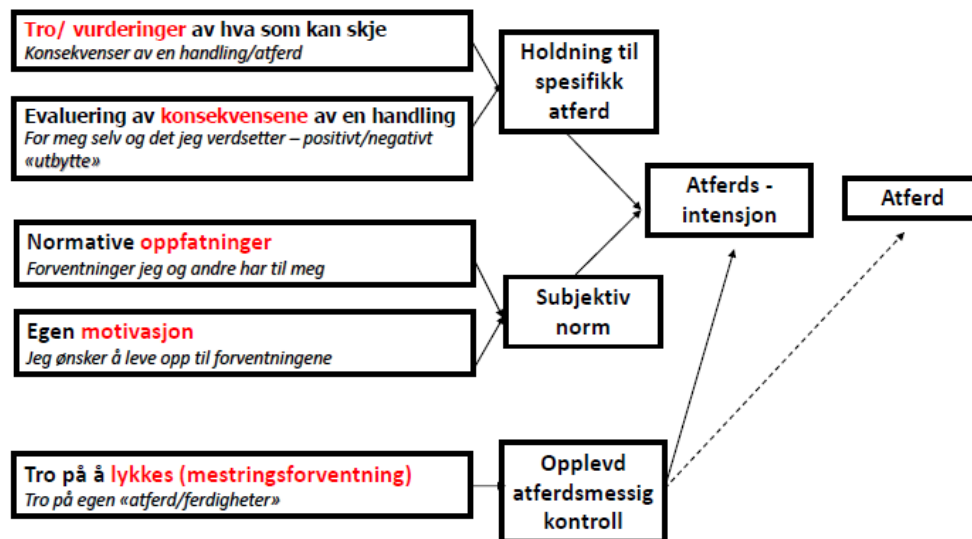 Tro/ vurderinger av hva som kan skje
Konsekvenser av en handling/atferd
Evaluering av konsekvensene av en handling
For meg selv og det jeg verdsetter – positivt/negativt
«utbytte»
Holdning til
spesifikk
atferd
Normative oppfatninger
Forventninger jeg og andre har til meg
Egen motivasjon
Jeg ønsker å leve opp til forventningene
Subjektiv
norm
Tro på å lykkes (mestringsforventning)
Tro på egen «atferd/ferdigheter»
Opplevd
atferdsmessig
kontroll
Atferds -
intensjon
Atferd